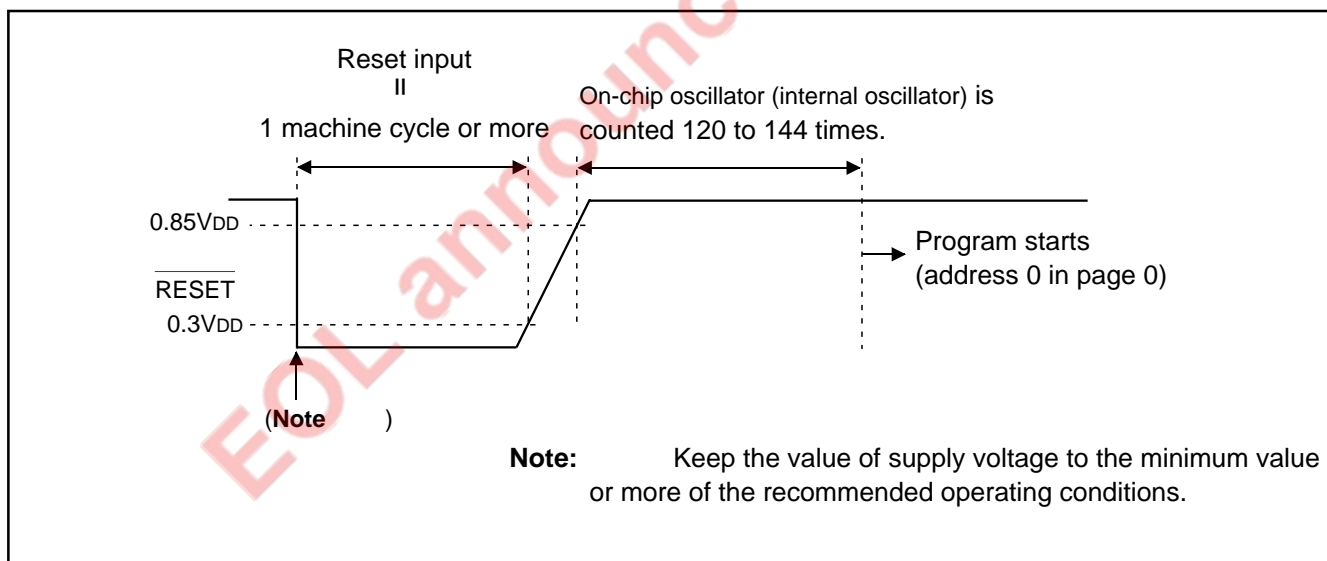 Reset input
=
1 machine cycle or more
On-chip oscillator (internal oscillator) is
counted 120 to 144 times.
0.85VDD
RESET
0.3VDD
Program starts
(address 0 in page 0)
(Note )
Note: Keep the value of supply voltage to the minimum value
or more of the recommended operating conditions.
EOL announc